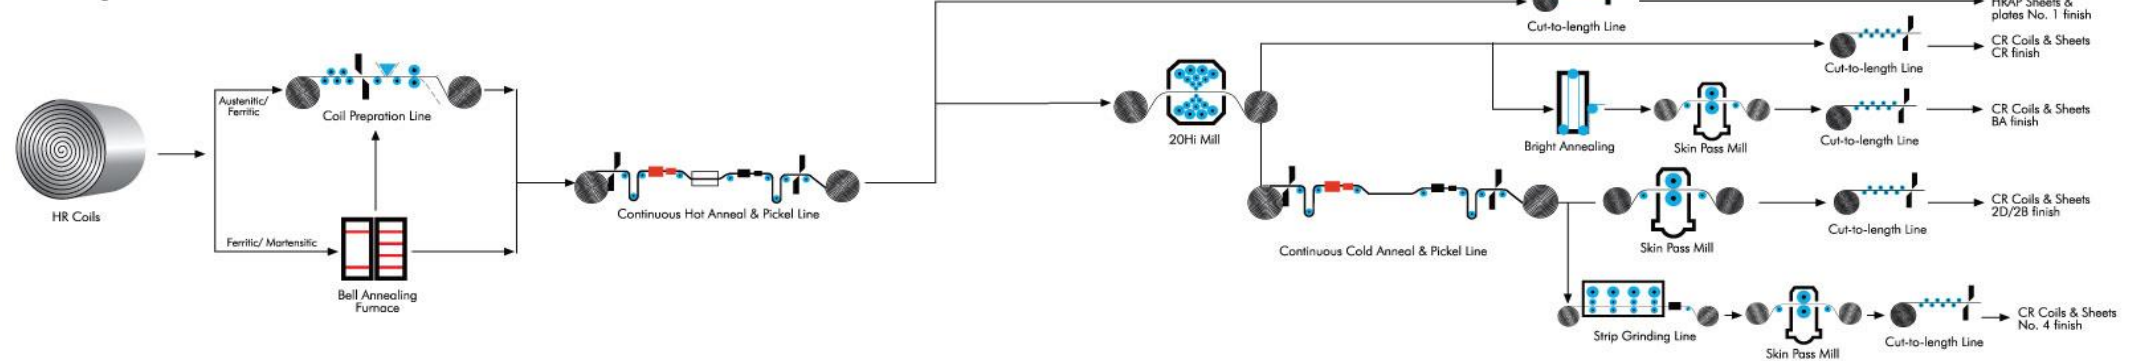 HRAP Sheets &
plates No. 1 finish
Cut-to-length Line
CR Coils & Sheets
CR finish
Cut-to-length Line
Austenitic/
Ferritic
Coil Prepration Line
20Hi Mill
CR Coils & Sheets
BA finish
Bright Annealing
Skin Pass Mill
Cut-to-length Line
HR Coils
Continuous Hot Anneal & Pickel Line
CR Coils & Sheets
2D/2B finish
Ferritic/ Martensitic
Continuous Cold Anneal & Pickel Line
Skin Pass Mill
Cut-to-length Line
Bell Annealing
Furnace
CR Coils & Sheets
No. 4 finish
Strip Grinding Line
Skin Pass Mill
Cut-to-length Line